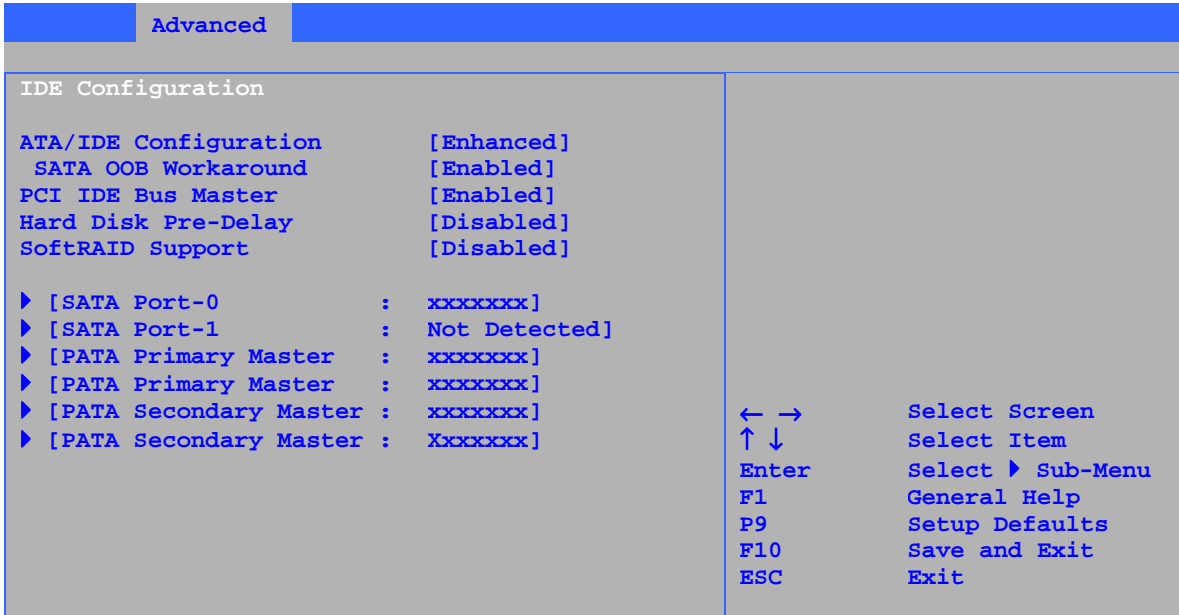 Advanced
IDE Configuration
ATA/IDE Configuration [Enhanced]
SATA OOB Workaround [Enabled]
PCI IDE Bus Master [Enabled]
Hard Disk Pre-Delay [Disabled]
SoftRAID Support [Disabled]
[SATA Port-0 : xxxxxxx]
[SATA Port-1 : Not Detected]
[PATA Primary Master : xxxxxxx]
[PATA Primary Master : xxxxxxx]
[PATA Secondary Master : xxxxxxx]
[PATA Secondary Master : Xxxxxxx]
← → Select Screen
↑ ↓ Select Item
Enter Select Sub-Menu
F1 General Help
P9 Setup Defaults
F10 Save and Exit
ESC Exit